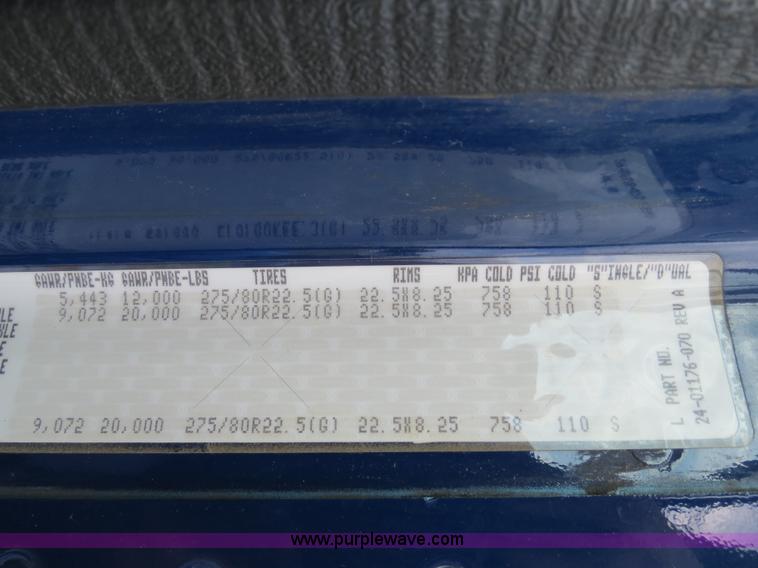 GAWR/PNBE-KG GAWR/PNBE-LBS TIRES RIMS KPA COLD PSI COLD "S"INGLE/"D"UAL
5,443 12,000 275/80R22.5(G) 22.5X8.25 758 110 S
9,072 20,000 275/80R22.5(G) 22.5X8.25 758 110 S
9,072 20,000 275/80R22.5(G) 22.5X8.25 758 110 S
L PART NO.
24-01176-070 REV A
www.purplewave.com